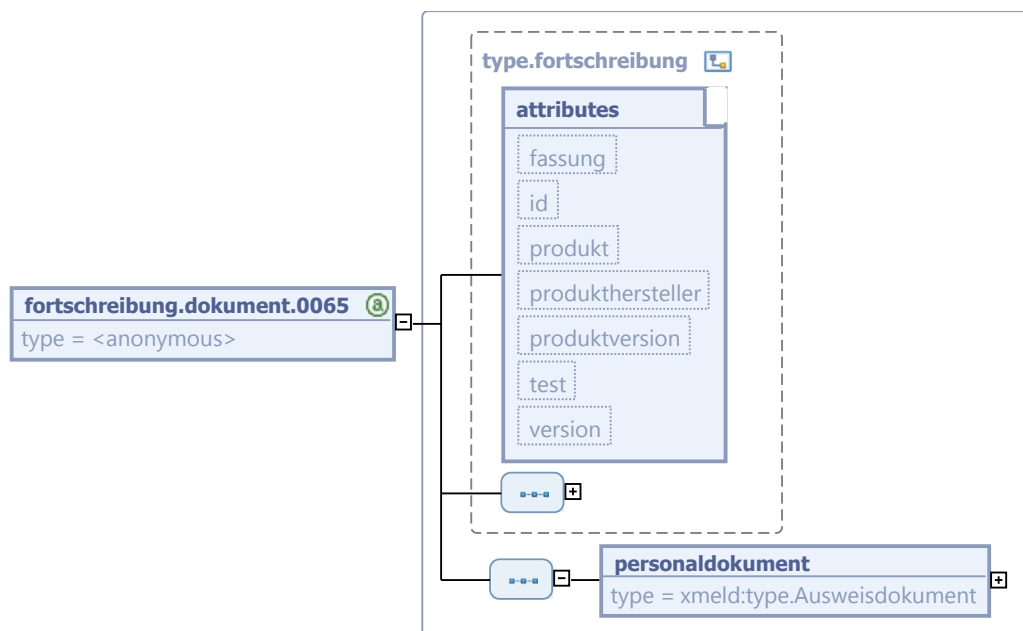 type.fortschreibung
attributes
fassung
id
produkt
produkthersteller
produktversion
test
version
fortschreibung.dokument.0065 @
type = <anonymous>
personaldokument
type = xmeld:type.Ausweisdokument